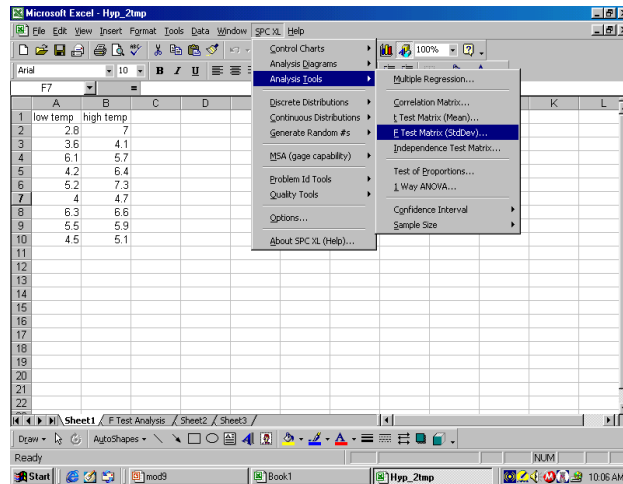 Microsoft Excel - Hyp_2tmp
File Edit View Insert Format Tools Data Window SPC XL Help
100%
Arial 10 B I U
F7 =
A B C D K L
1 low temp high temp
2 2.8 7
3 3.6 4.1
4 6.1 5.7
5 4.2 6.4
6 5.2 7.3
7 4 4.7
8 6.3 6.6
9 5.5 5.9
10 4.5 5.1
11
12
13
14
15
16
17
18
19
20
21
22
Control Charts
Analysis Diagrams
Analysis Tools
Discrete Distributions
Continuous Distributions
Generate Random #s
MSA (gage capability)
Problem Id Tools
Quality Tools
Options...
About SPC XL (Help)...
Multiple Regression...
Correlation Matrix...
t Test Matrix (Mean)...
F Test Matrix (StdDev)...
Independence Test Matrix...
Test of Proportions...
1 Way ANOVA...
Confidence Interval
Sample Size
Sheet1 F Test Analysis Sheet2 Sheet3
Draw AutoShapes
Ready NUM
Start mod9 Book1 Hyp_2tmp 10:06 AM